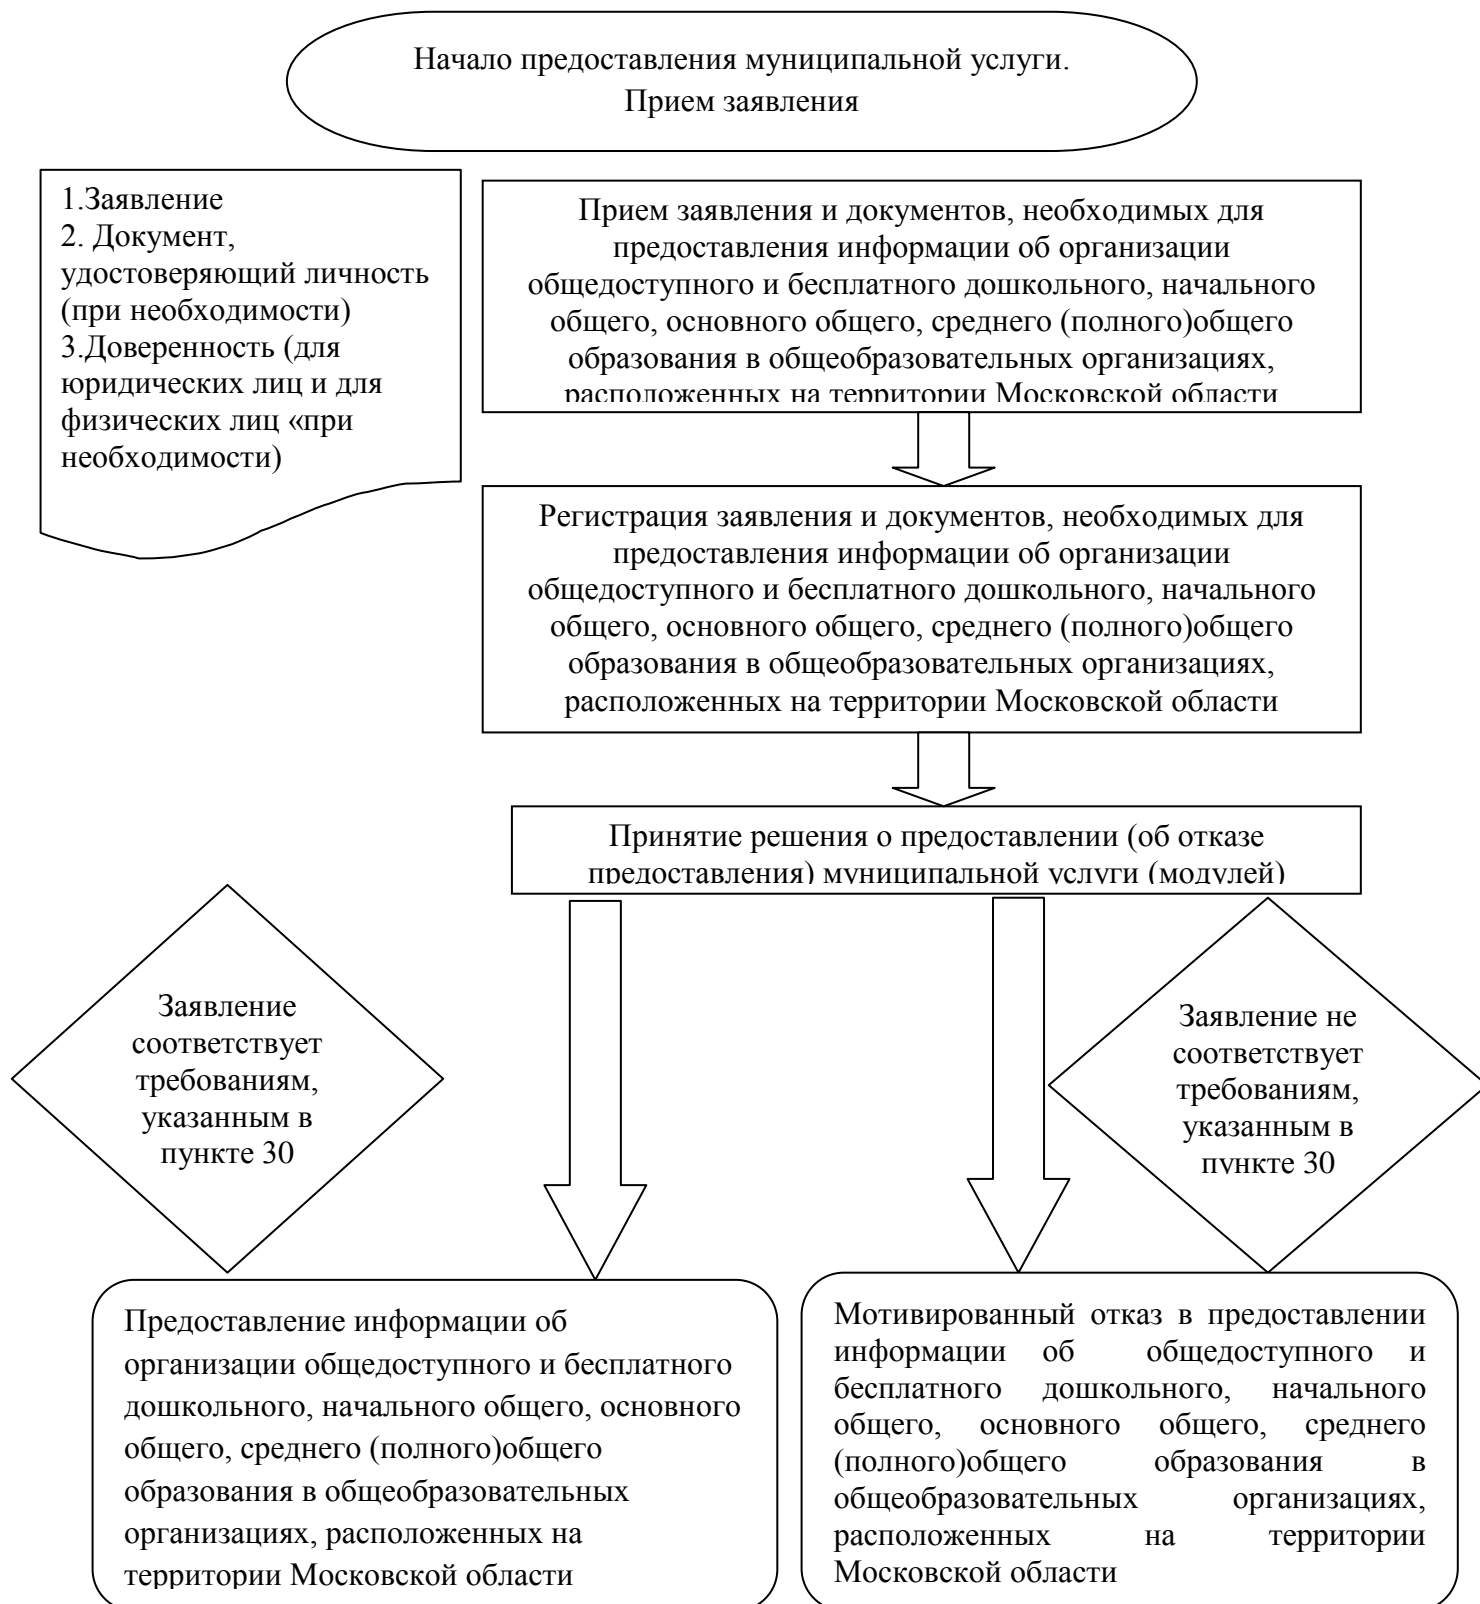 Начало предоставления муниципальной услуги.
Прием заявления
1.Заявление
2. Документ,
удостоверяющий личность
(при необходимости)
3.Доверенность (для
юридических лиц и для
физических лиц «при
необходимости)
Прием заявления и документов, необходимых для
предоставления информации об организации
общедоступного и бесплатного дошкольного, начального
общего, основного общего, среднего (полного)общего
образования в общеобразовательных организациях,
расположенных на территории Московской области
Регистрация заявления и документов, необходимых для
предоставления информации об организации
общедоступного и бесплатного дошкольного, начального
общего, основного общего, среднего (полного)общего
образования в общеобразовательных организациях,
расположенных на территории Московской области
Принятие решения о предоставлении (об отказе
предоставления) муниципальной услуги (модулей)
Заявление
соответствует
требованиям,
указанным в
пункте 30
Заявление не
соответствует
требованиям,
указанным в
пункте 30
Предоставление информации об
организации общедоступного и бесплатного
дошкольного, начального общего, основного
общего, среднего (полного)общего
образования в общеобразовательных
организациях, расположенных на
территории Московской области
Мотивированный отказ в предоставлении
информации об общедоступного и
бесплатного дошкольного, начального
общего, основного общего, среднего
(полного)общего образования в
общеобразовательных организациях,
расположенных на территории
Московской области